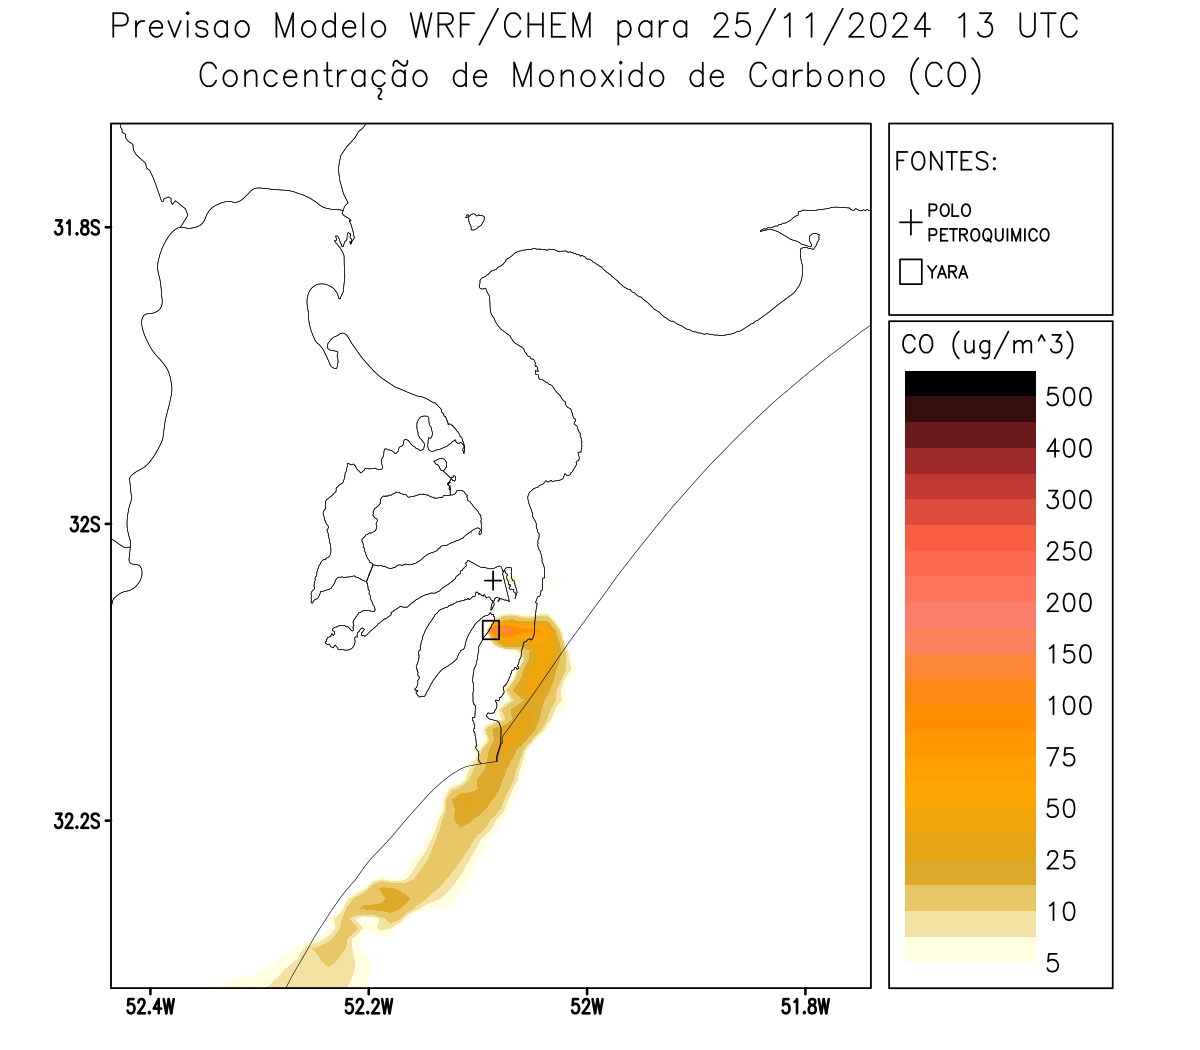 Previsao Modelo WRF/CHEM para 25/11/2024 13 UTC
Concentração de Monoxido de Carbono (CO)
FONTES:
POLO
PETROQUIMICO
YARA
CO (ug/m^3)
500
400
300
250
200
150
100
75
50
25
10
5
31.8S
32S
32.2S
52.4W
52.2W
52W
51.8W